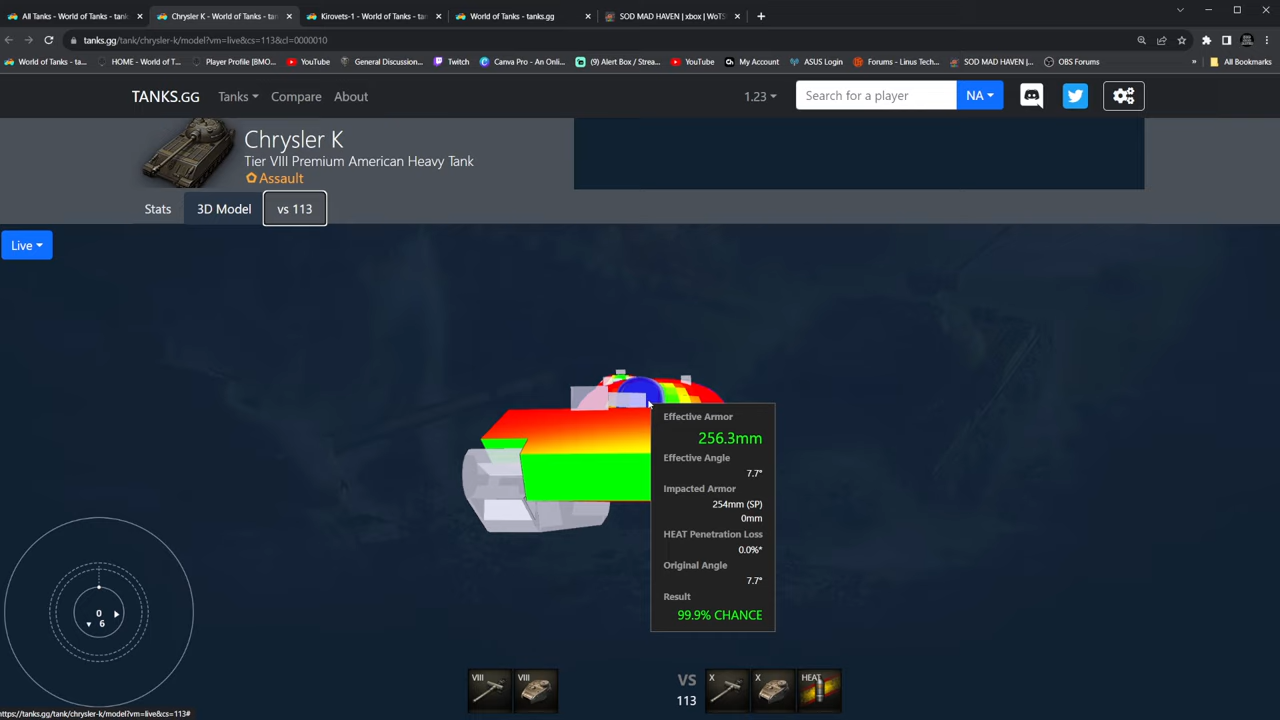 All Tanks - World of Tanks - tank
Chrysler K - World of Tanks - tan
Kirovets-1 - World of Tanks - tan
World of Tanks - tanks.gg
SOD MAD HAVEN | xbox | WoT
tanks.gg/tank/chrysler-k/model?vm=live&cs=113&cl=0000010
World of Tanks - ta...
HOME - World of T...
Player Profile [BMO...
YouTube
General Discussion...
Twitch
Canva Pro - An Onli...
(9) Alert Box / Strea...
YouTube
My Account
ASUS Login
Forums - Linus Tech...
SOD MAD HAVEN [...
OBS Forums
»
All Bookmarks
TANKS.GG
Tanks
Compare
About
1.23
Search for a player
NA
Chrysler K
Tier VIII Premium American Heavy Tank
Assault
Stats
3D Model
vs 113
Live
Effective Armor
256.3mm
Effective Angle
7.7°
Impacted Armor
254mm (SP)
0mm
HEAT Penetration Loss
0.0%*
Original Angle
7.7°
Result
99.9% CHANCE
0
6
VIII
VIII
VS
113
X
X
HEAT
https://tanks.gg/tank/chrysler-k/model?vm=live&cs=113#